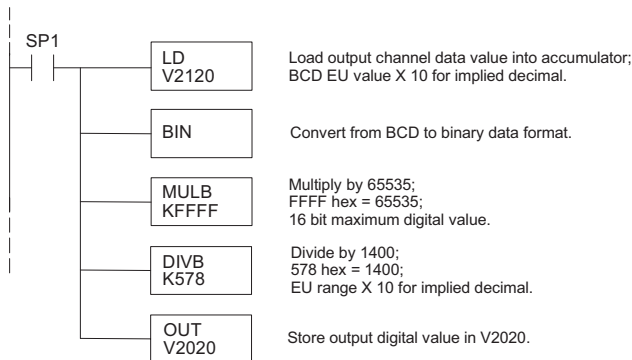 SP1
LD
V2120
Load output channel data value into accumulator;
BCD EU value X 10 for implied decimal.
BIN
Convert from BCD to binary data format.
MULB
KFFFF
Multiply by 65535;
FFFF hex = 65535;
16 bit maximum digital value.
DIVB
K578
Divide by 1400;
578 hex = 1400;
EU range X 10 for implied decimal.
OUT
V2020
Store output digital value in V2020.